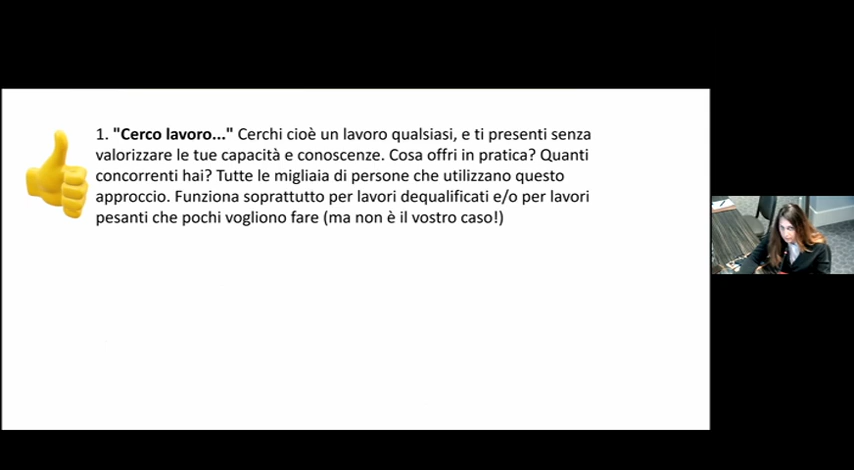 1. "Cerco lavoro..." Cerchi cioè un lavoro qualsiasi, e ti presenti senza
valorizzare le tue capacità e conoscenze. Cosa offri in pratica? Quanti
concorrenti hai? Tutte le migliaia di persone che utilizzano questo
approccio. Funziona soprattutto per lavori dequalificati e/o per lavori
pesanti che pochi vogliono fare (ma non è il vostro caso!)